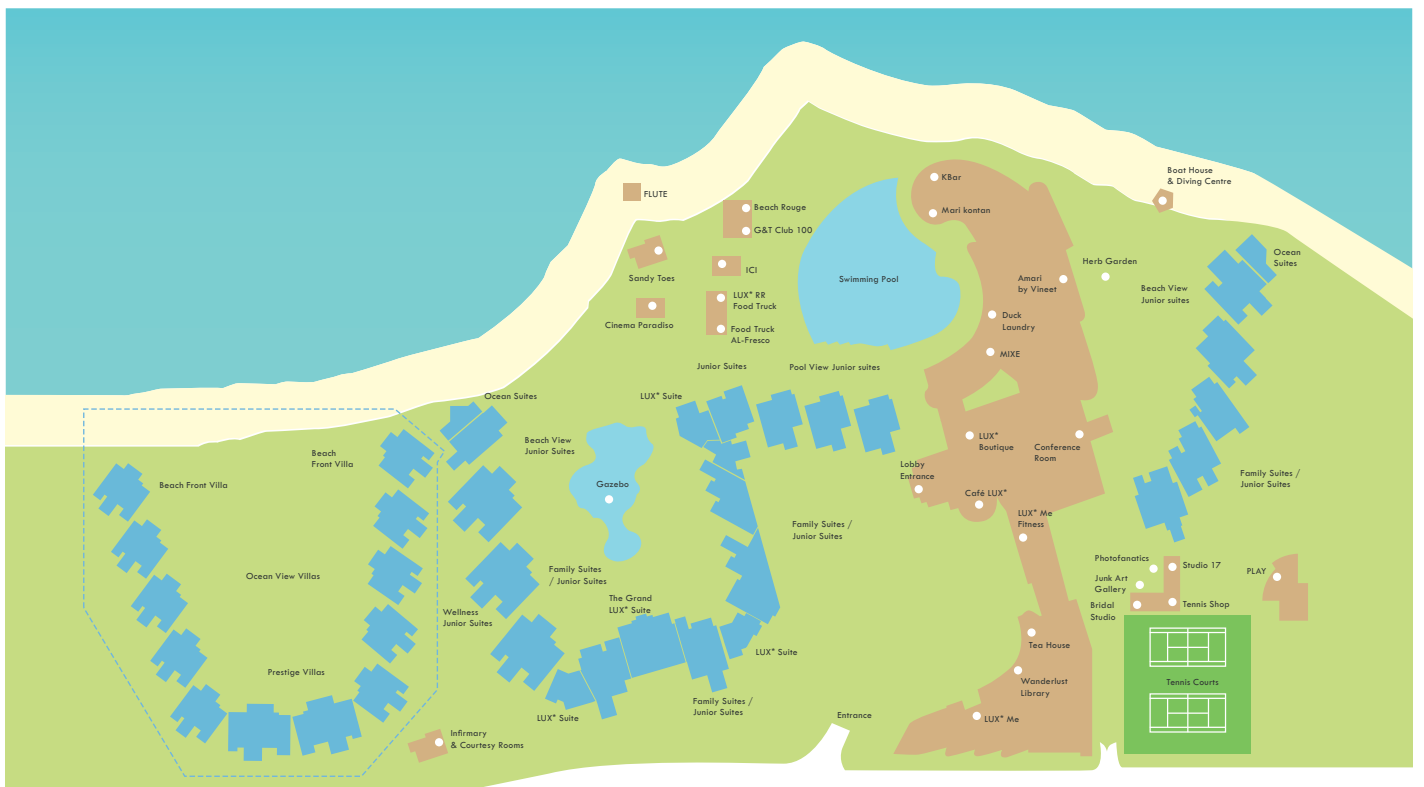 Boat House
& Diving Centre
KBar
FLUTE
Beach Rouge
Mari kontan
G&T Club 100
Ocean
Suites
Herb Garden
Sandy Toes
ICI
Swimming Pool
Amari
by Vineet
Beach View
Junior suites
LUX* RR
Food Truck
Cinema Paradiso
Food Truck
AL-Fresco
Duck
Laundry
MIXE
Junior Suites
Pool View Junior suites
Ocean Suites
LUX* Suite
Beach View
Junior Suites
Beach
Front Villa
LUX*
Boutique
Conference
Room
Lobby
Entrance
Beach Front Villa
Gazebo
Café LUX*
Family Suites /
Junior Suites
LUX* Me
Fitness
Family Suites /
Junior Suites
Photofanatics
Studio 17
PLAY
Ocean View Villas
Family Suites
/ Junior Suites
Junk Art
Gallery
The Grand
LUX* Suite
Bridal
Studio
Tennis Shop
Wellness
Junior Suites
Tea House
LUX* Suite
Prestige Villas
Wanderlust
Library
Tennis Courts
Family Suites /
Junior Suites
LUX* Suite
Entrance
LUX* Me
Infirmary
& Courtesy Rooms